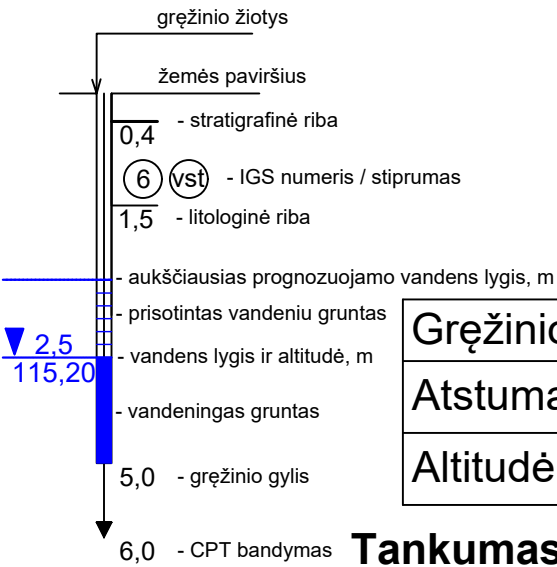 gręžinio žiotys
žemės paviršius
0,4 - stratigrafinė riba
6 vst - IGS numeris / stiprumas
1,5 - litologinė riba
- aukščiausias prognozuojamo vandens lygis, m
- prisotintas vandeniu gruntas
2,5 - vandens lygis ir altitudė, m
115,20
- vandeningas gruntas
5,0 - gręžinio gylis
6,0 - CPT bandymas
Gręžinio
Atstuma
Altitudė
Tankumas